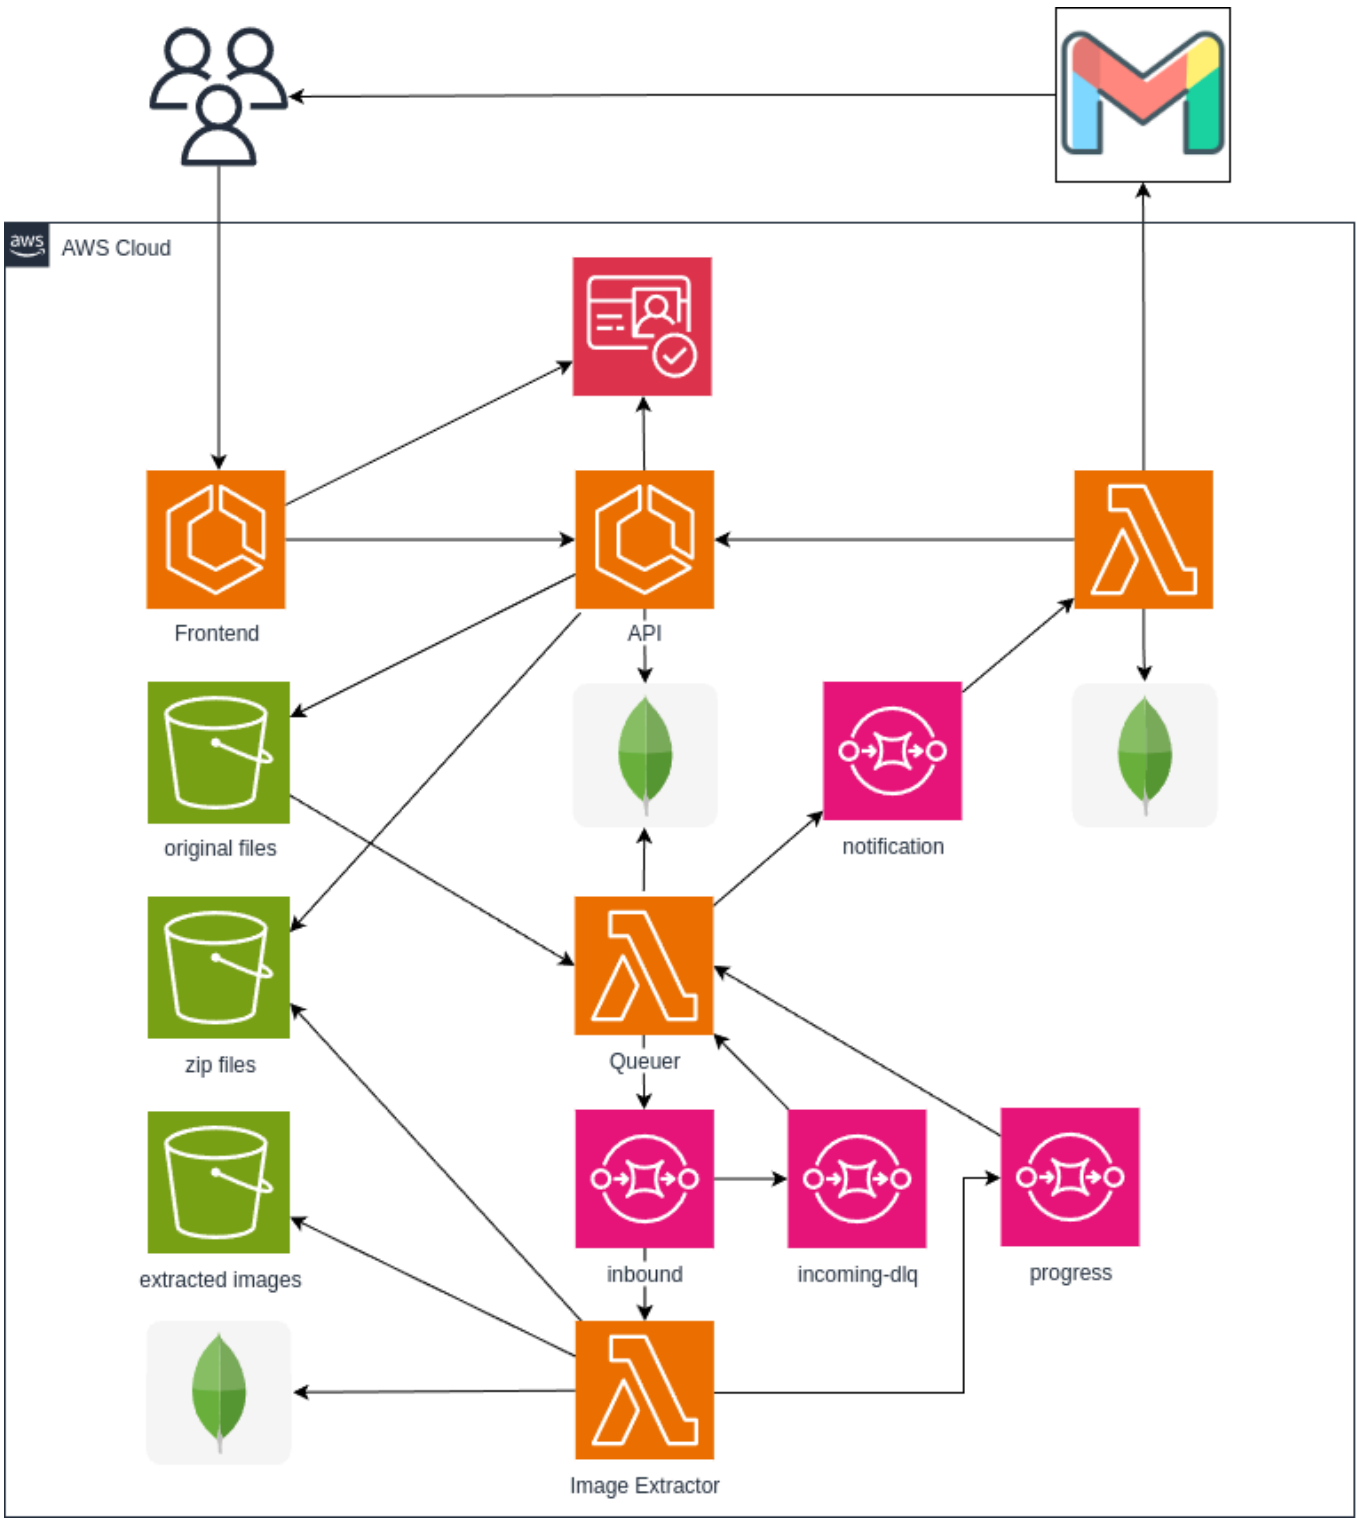 aws
AWS Cloud
Frontend
API
original files
notification
zip files
Queuer
extracted images
inbound
incoming-dlq
progress
Image Extractor